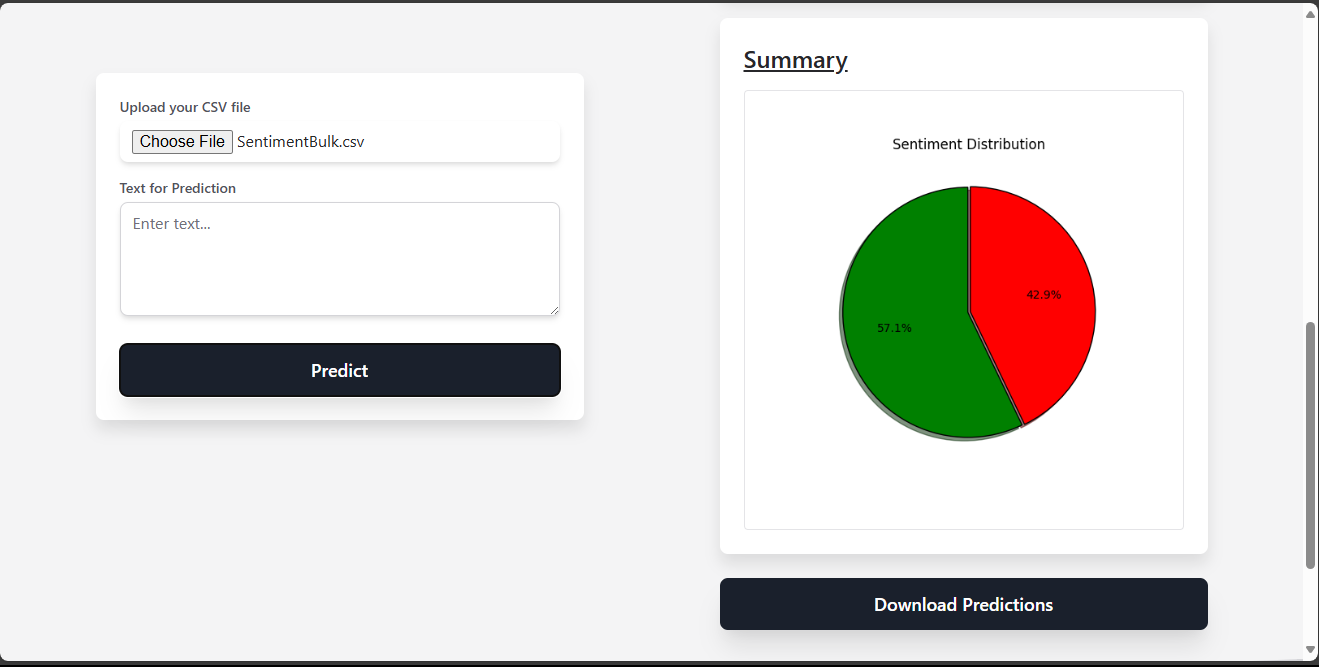 Upload your CSV file
Choose File SentimentBulk.csv
Text for Prediction
Enter text...
Predict
Summary
Sentiment Distribution
42.9%
57.1%
Download Predictions